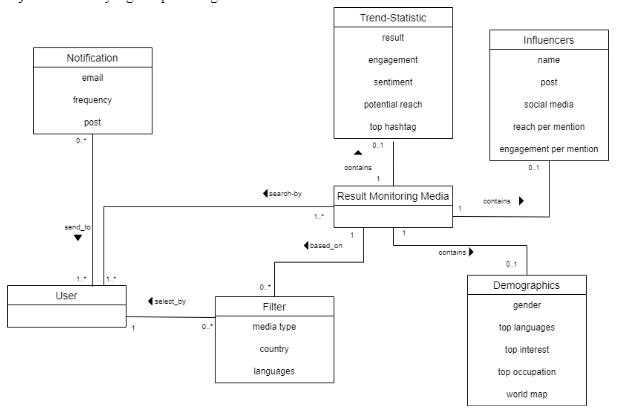 Trend-Statistic
result
engagement
sentiment
potential reach
top hashtag
Influencers
name
post
social media
reach per mention
engagement per mention
Notification
email
frequency
post
0..*
0..1
contains
1
0..1
search-by
Result Monitoring Media
1..*
1
contains
send_to
1
1
based_on
contains
0..1
1..*
1..*
0..*
User
select_by
1
0..*
Filter
media type
country
languages
Demographics
gender
top languages
top interest
top occupation
world map